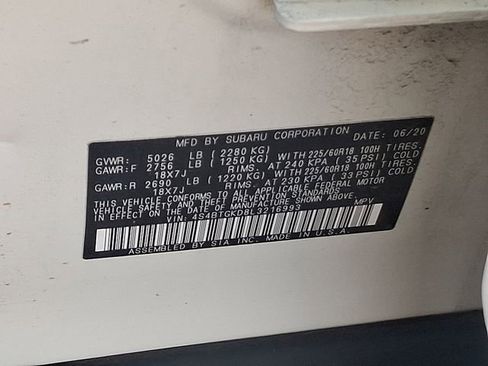 MFD BY SUBARU CORPORATION DATE: 06/20
GVWR: 5026 LB (2280 KG)
GAWR:F 2756 LB (1250 KG) WITH 225/60R18 100H TIRES.
18X7J RIMS. AT 240 KPA (35 PSI) COLD
GAWR:R 2690 LB (1220 KG) WITH 225/60R18 100H TIRES.
18X7J RIMS. AT 230 KPA (33 PSI) COLD
THIS VEHICLE CONFORMS TO ALL APPLICABLE FEDERAL MOTOR
VEHICLE SAFETY AND THEFT PREVENTION STANDARDS
IN EFFECT ON THE DATE OF MANUFACTURE SHOWN ABOVE.
VIN: 4S4BTGKD8L3216993 MPV
ASSEMBLED BY SIA INC. MADE IN U.S.A.